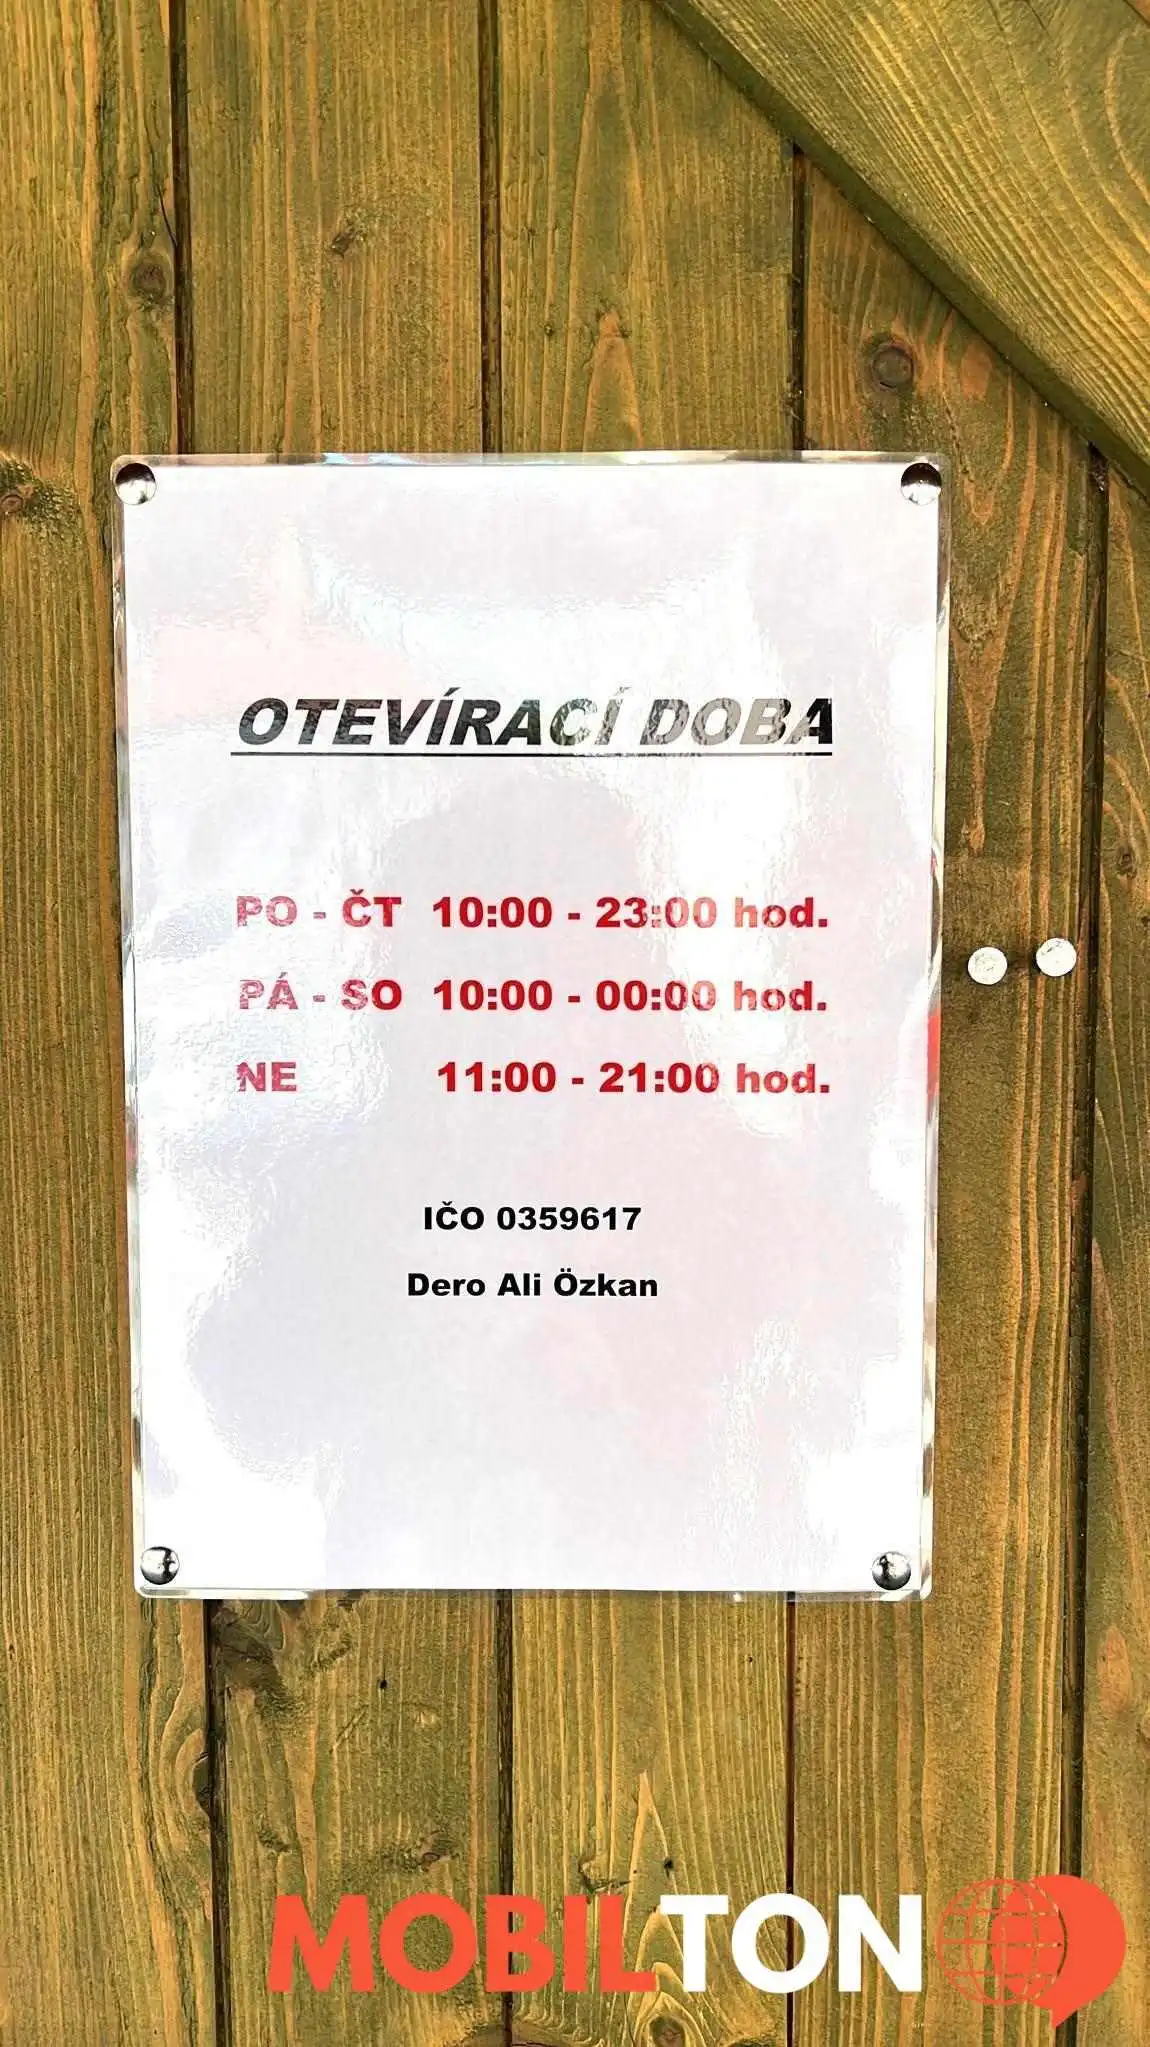 OTEVÍRACÍ DOBA
PO - ČT 10:00 - 23:00 hod.
PÁ - SO 10:00 - 00:00 hod.
NE 11:00 - 21:00 hod.
IČO 0359617
Dero Ali Özkan
MOBILTON